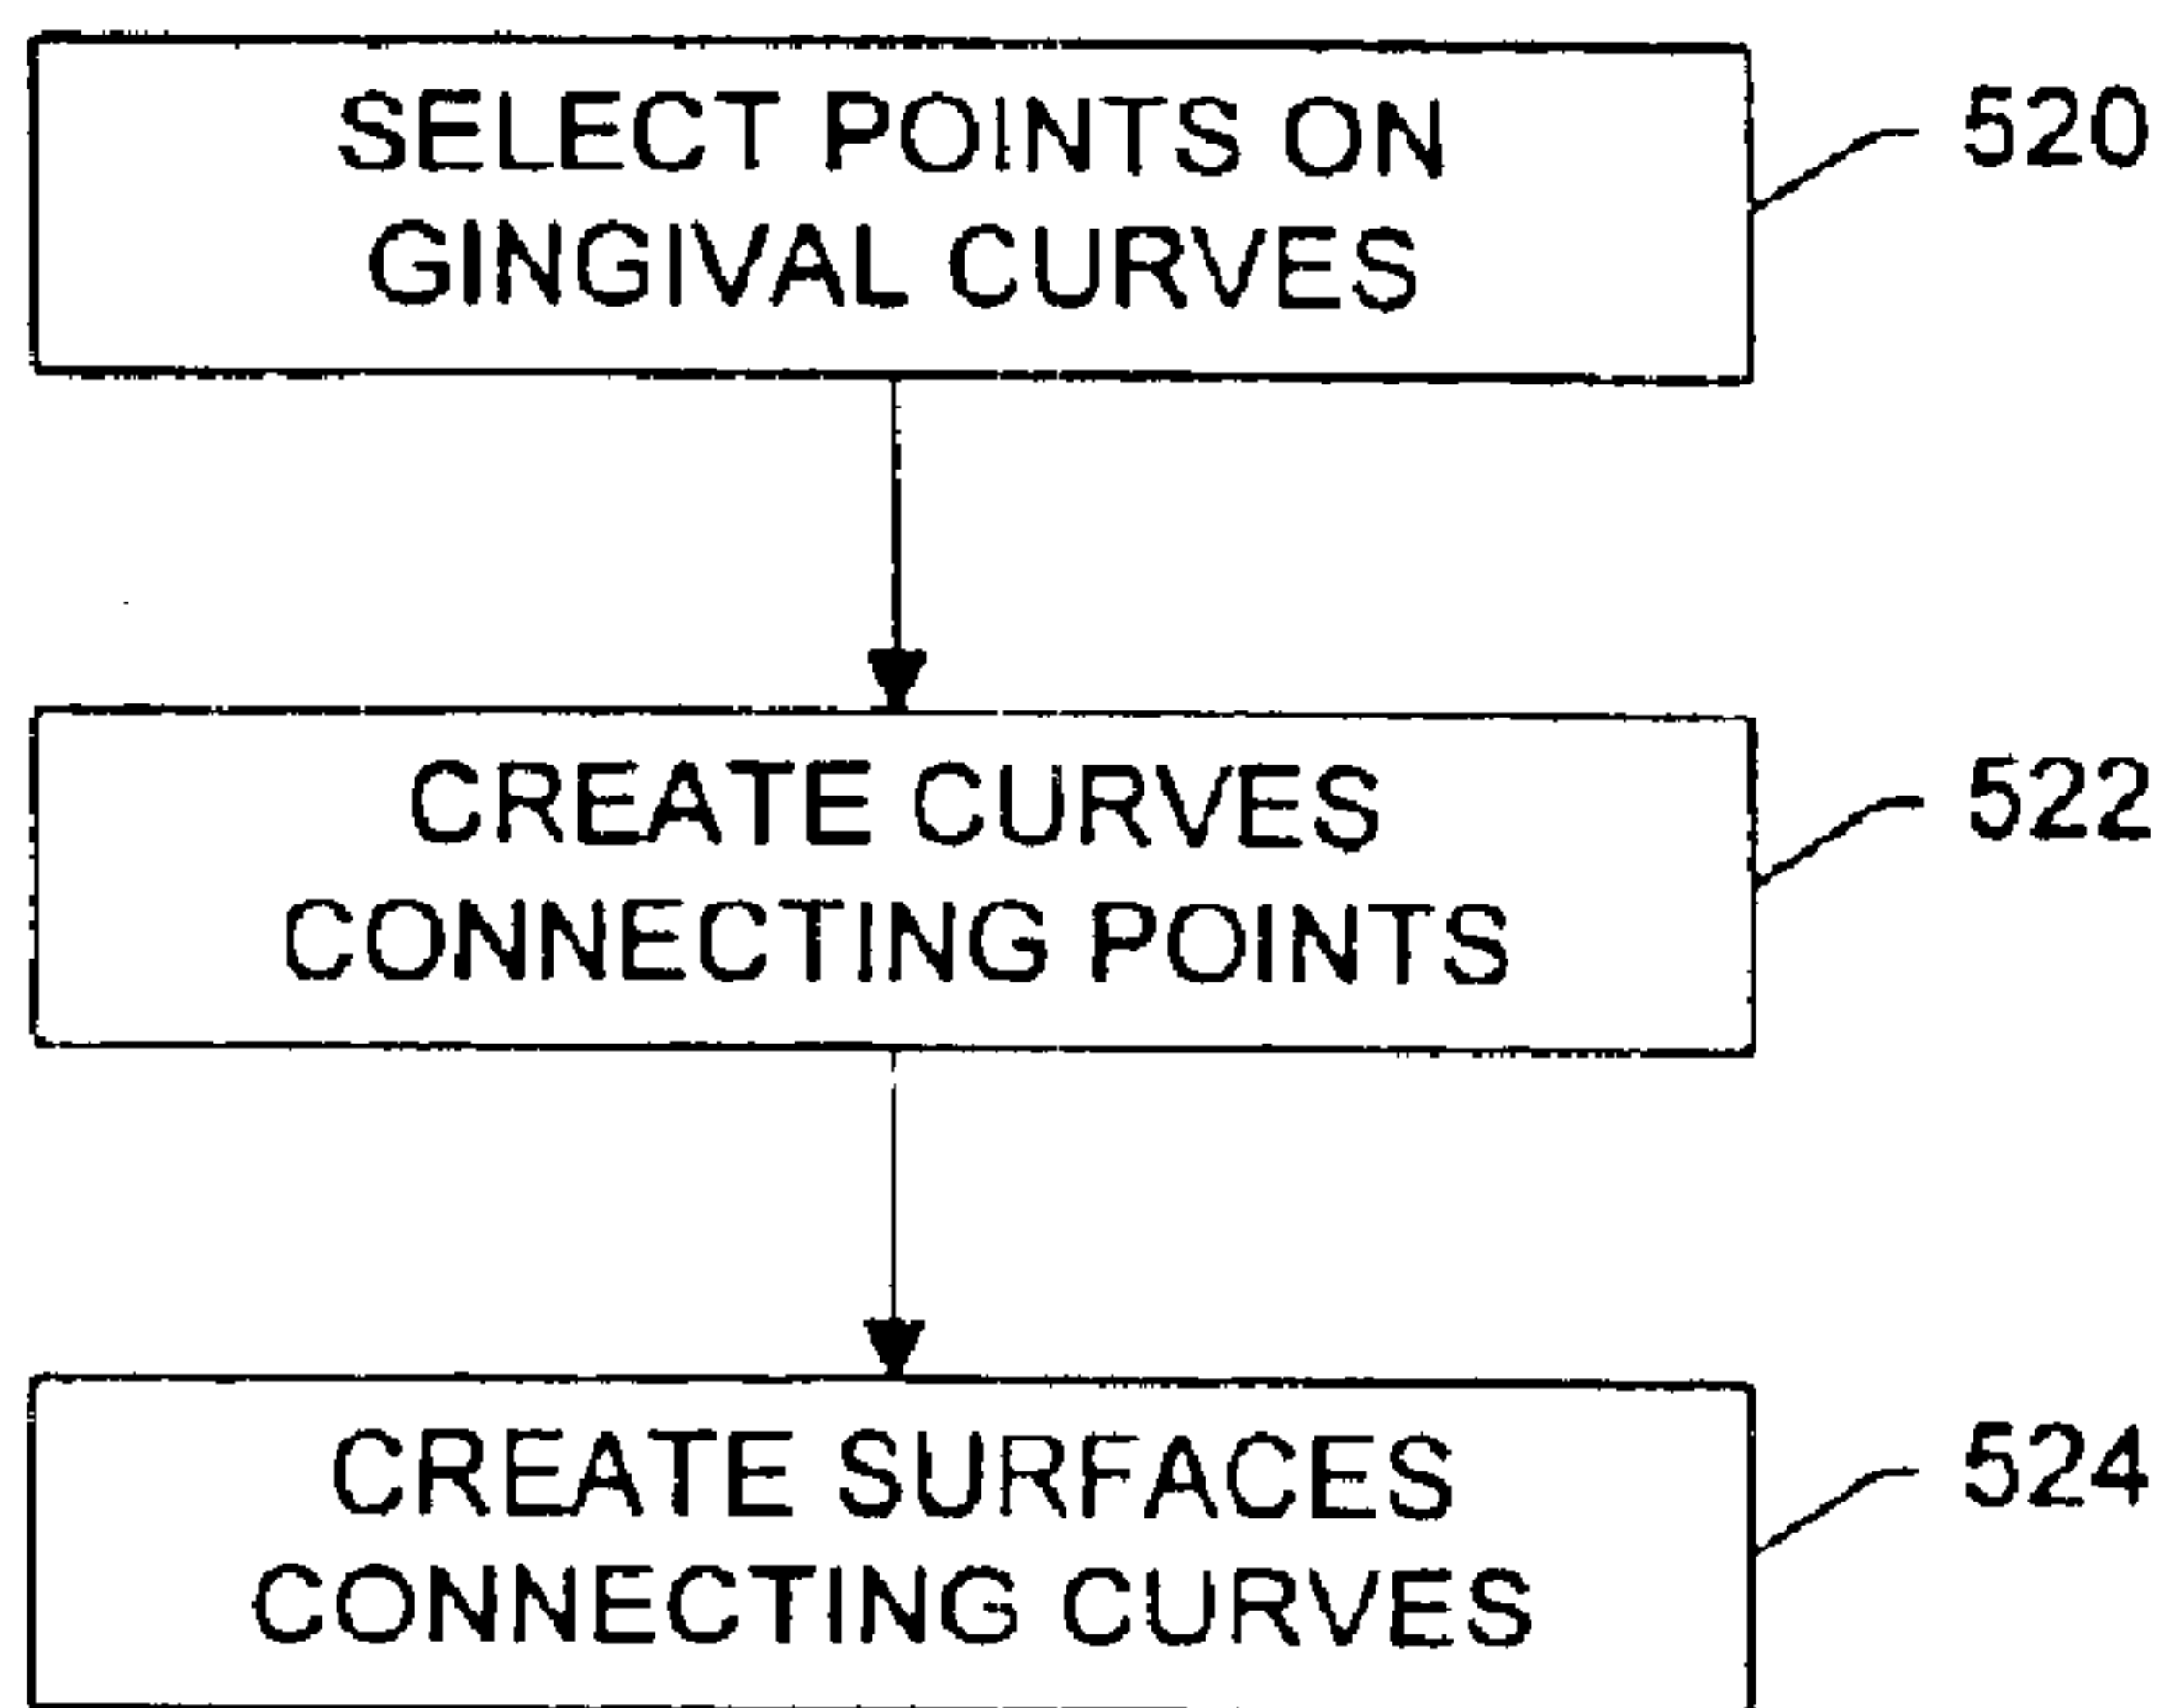 SELECT POINTS ON
GINGIVAL CURVES
520
CREATE CURVES
CONNECTING POINTS
522
CREATE SURFACES
CONNECTING CURVES
524